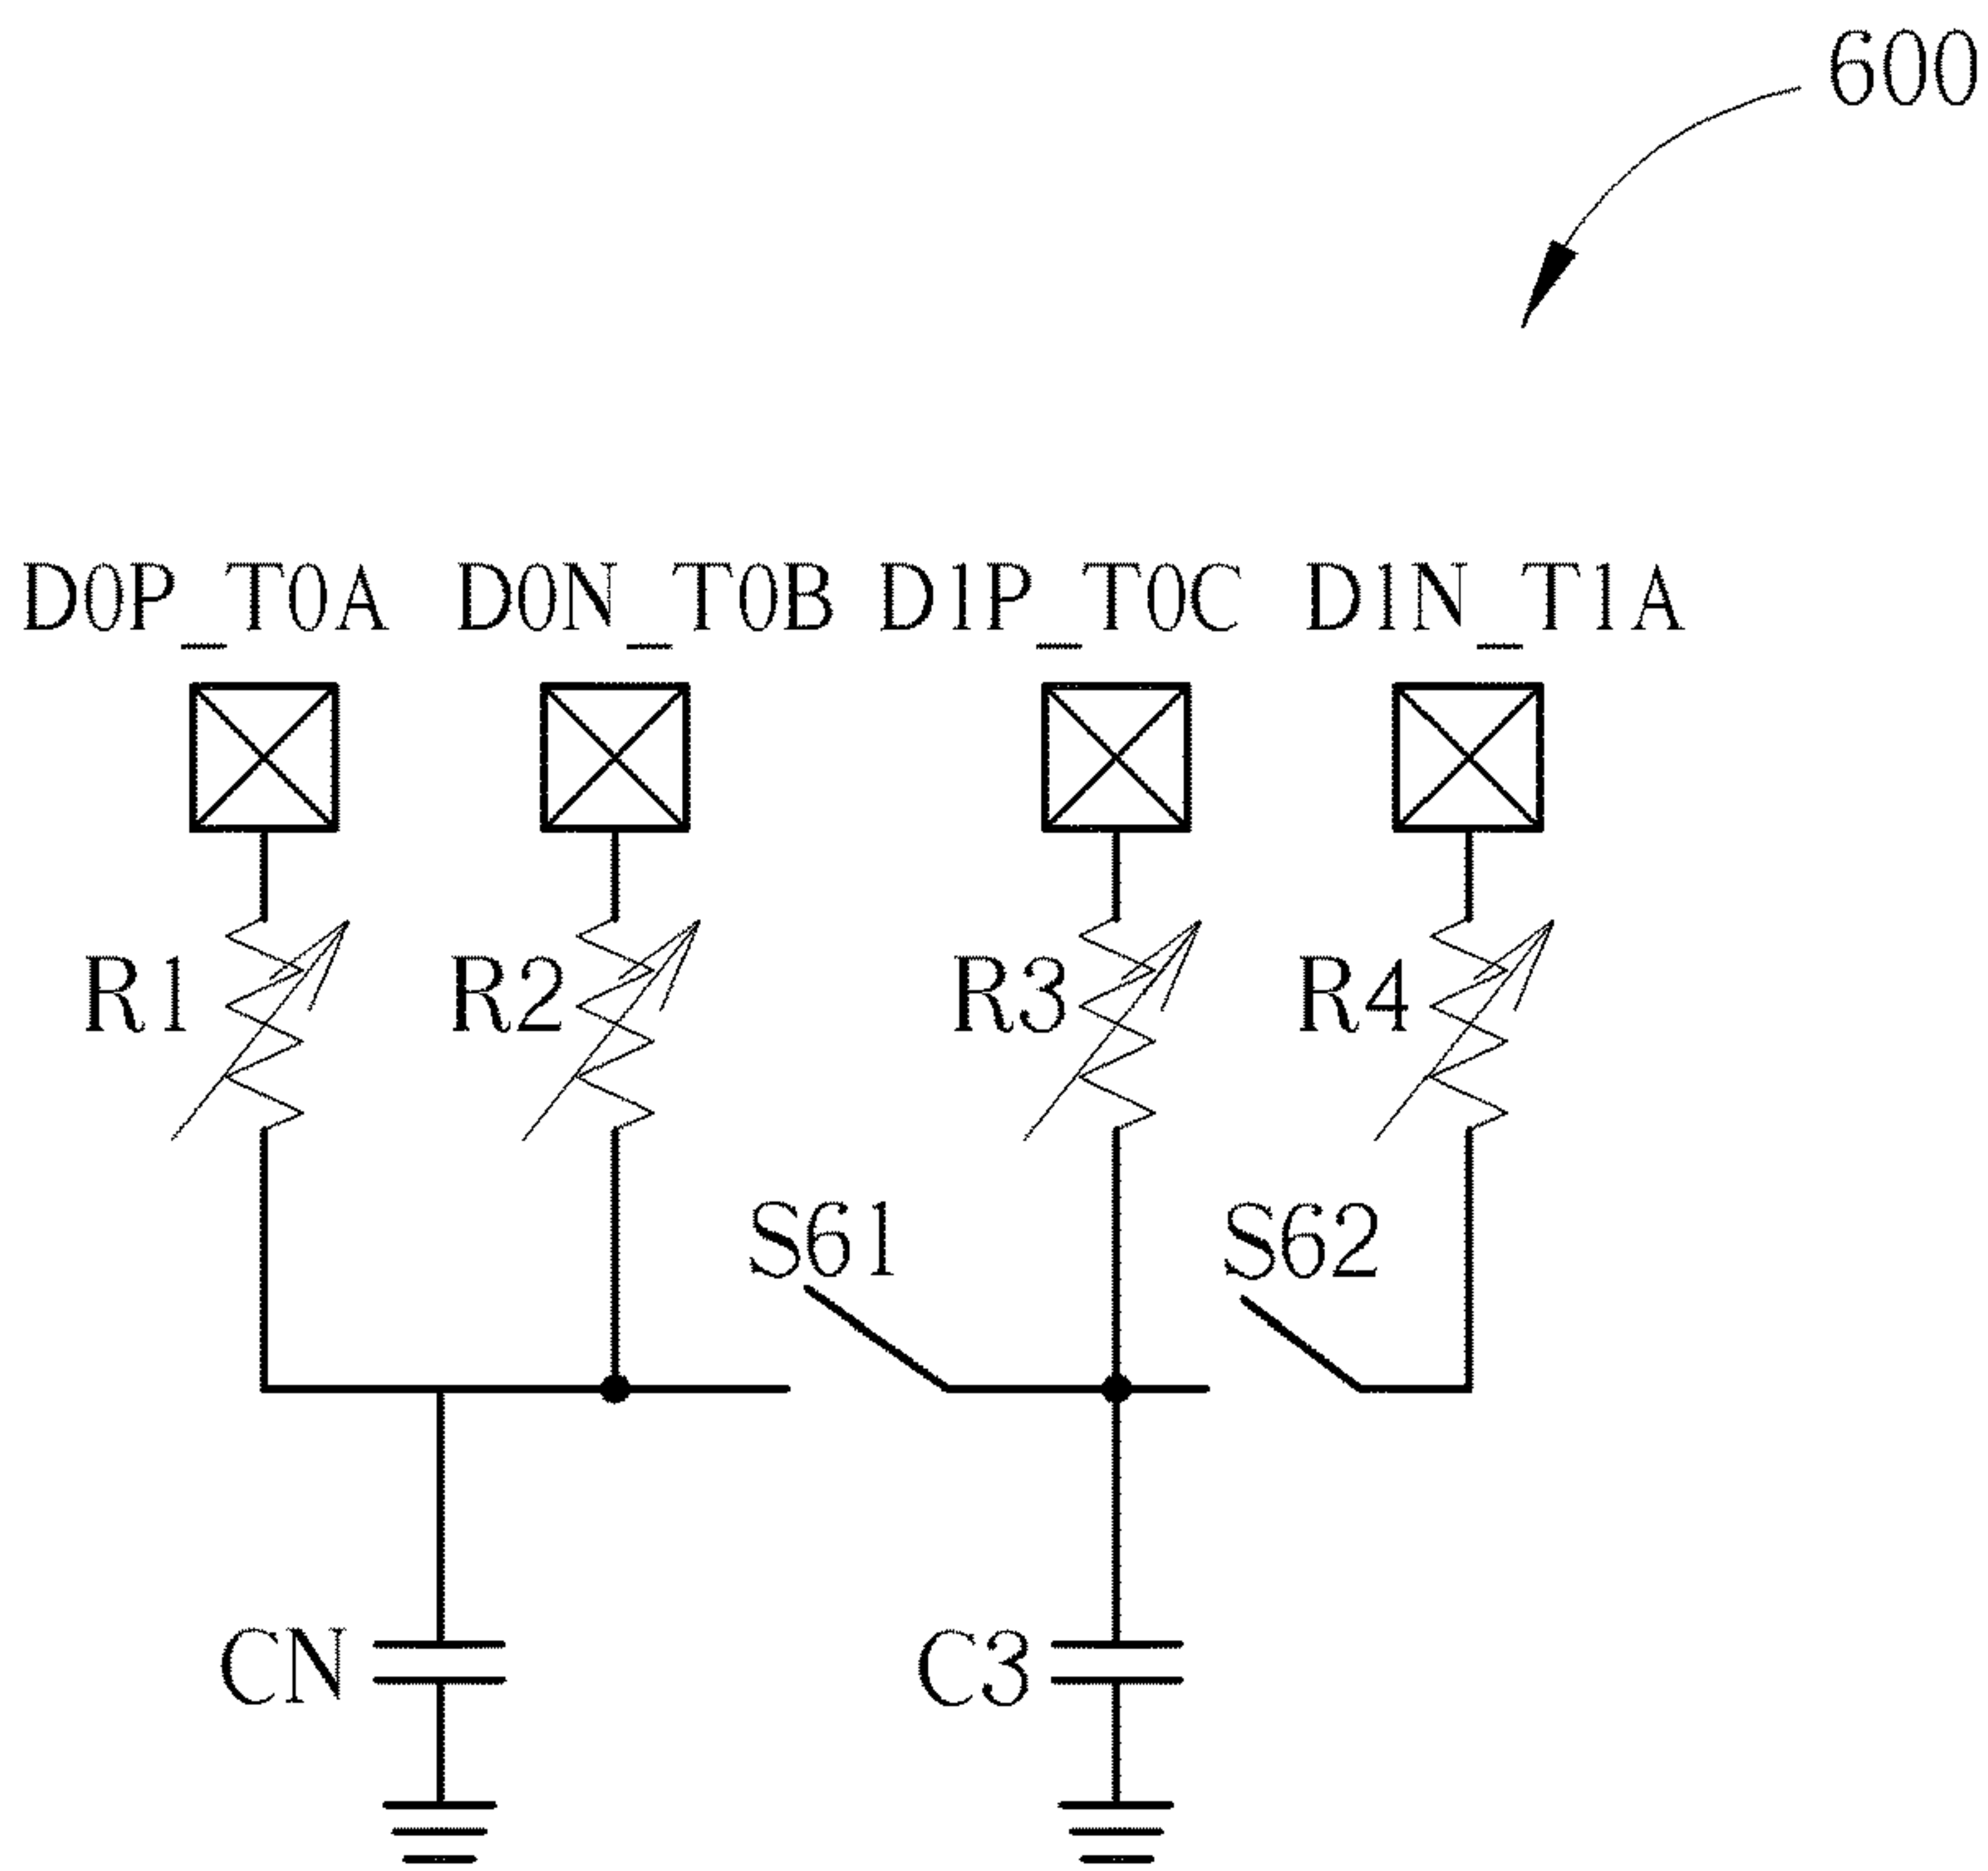 600
D0P_T0A D0N_T0B D1P_T0C D1N_T1A
R1 R2 R3 R4
S61 S62
CN C3